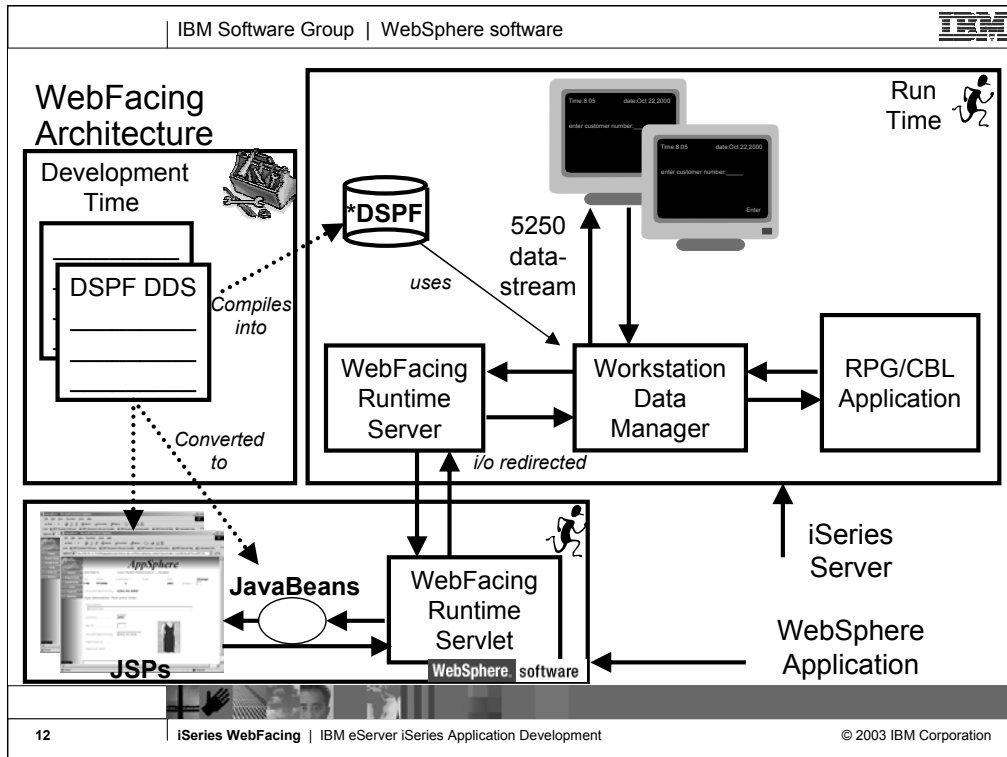 IBM Software Group | WebSphere software
IBM
WebFacing
Architecture
Run
Time
Time:8:05 date:Oct 22,2000
enter customer number:
Time:8:05 date:Oct 22,2000
enter customer number:_____
Enter
Development
Time
DSPF DDS
Compiles
into
*DSPF
uses
5250
data-
stream
WebFacing
Runtime
Server
Workstation
Data
Manager
RPG/CBL
Application
Converted
to
i/o redirected
iSeries
Server
AppSphere
JavaBeans
WebFacing
Runtime
Servlet
JSPs
WebSphere. software
WebSphere
Application
12
iSeries WebFacing | IBM eServer iSeries Application Development
© 2003 IBM Corporation